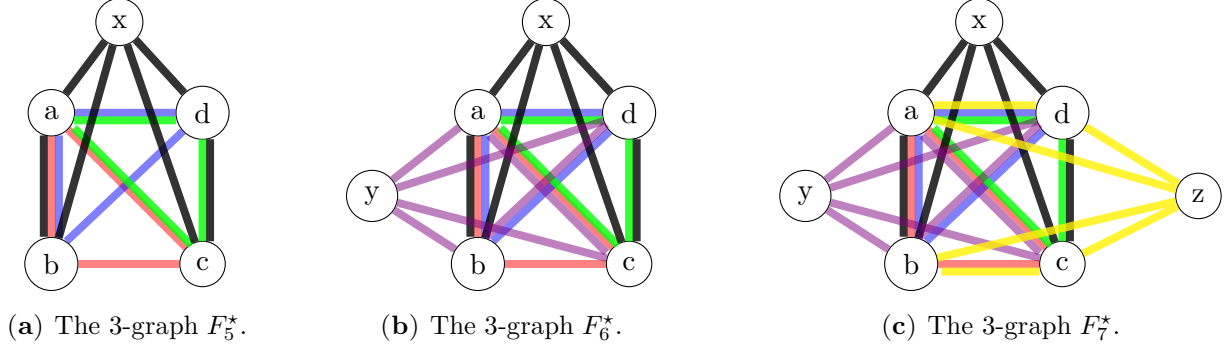 x x x
a d a d a d
y y z
b c b c b c
(a) The 3-graph F₅⋆. (b) The 3-graph F₆⋆. (c) The 3-graph F₇⋆.